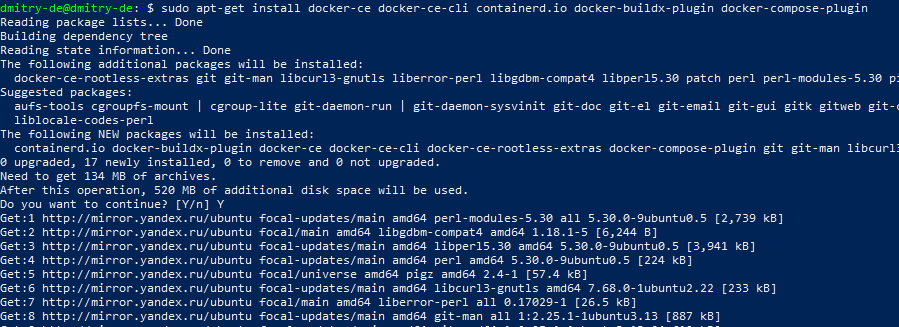 dmitry-de@dmitry-de: $ sudo apt-get install docker-ce docker-ce-cli containerd.io docker-buildx-plugin docker-compose-plugin
Reading package lists... Done
Building dependency tree
Reading state information... Done
The following additional packages will be installed:
docker-ce-rootless-extras git git-man libcurl3-gnutls liberror-perl libgdbm-compat4 libperl5.30 patch perl perl-modules-5.30 pi
Suggested packages:
aufs-tools cgroupfs-mount | cgroup-lite git-daemon-run | git-daemon-sysvinit git-doc git-el git-email git-gui gitk gitweb git-c
liblocale-codes-perl
The following NEW packages will be installed:
containerd.io docker-buildx-plugin docker-ce docker-ce-cli docker-ce-rootless-extras docker-compose-plugin git git-man libcurl3
0 upgraded, 17 newly installed, 0 to remove and 0 not upgraded.
Need to get 134 MB of archives.
After this operation, 520 MB of additional disk space will be used.
Do you want to continue? [Y/n] Y
Get:1 http://mirror.yandex.ru/ubuntu focal-updates/main amd64 perl-modules-5.30 all 5.30.0-9ubuntu0.5 [2,739 kB]
Get:2 http://mirror.yandex.ru/ubuntu focal/main amd64 libgdbm-compat4 amd64 1.18.1-5 [6,244 B]
Get:3 http://mirror.yandex.ru/ubuntu focal-updates/main amd64 libperl5.30 amd64 5.30.0-9ubuntu0.5 [3,941 kB]
Get:4 http://mirror.yandex.ru/ubuntu focal-updates/main amd64 perl amd64 5.30.0-9ubuntu0.5 [224 kB]
Get:5 http://mirror.yandex.ru/ubuntu focal/universe amd64 pigz amd64 2.4-1 [57.4 kB]
Get:6 http://mirror.yandex.ru/ubuntu focal-updates/main amd64 libcurl3-gnutls amd64 7.68.0-1ubuntu2.22 [233 kB]
Get:7 http://mirror.yandex.ru/ubuntu focal/main amd64 liberror-perl all 0.17029-1 [26.5 kB]
Get:8 http://mirror.yandex.ru/ubuntu focal-updates/main amd64 git-man all 1:2.25.1-1ubuntu3.13 [887 kB]